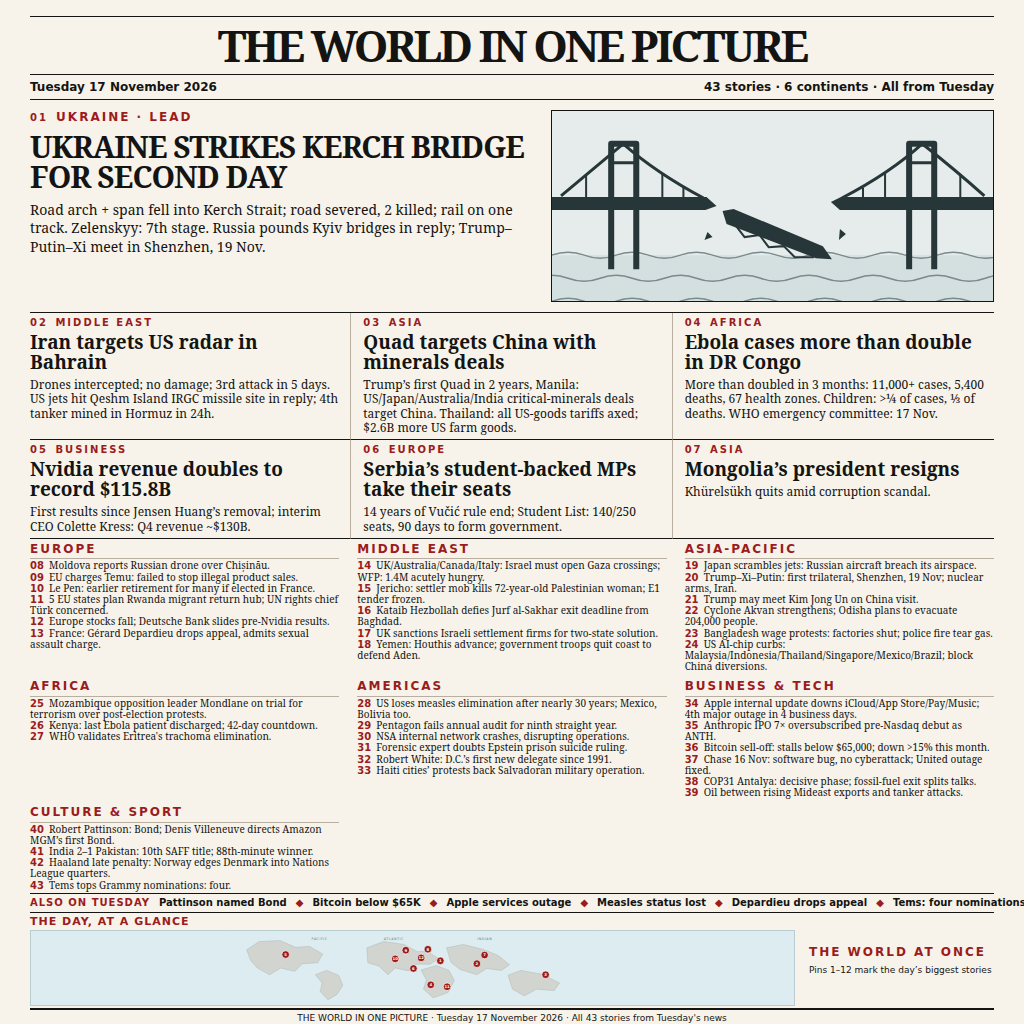 THE WORLD IN ONE PICTURE
Tuesday 17 November 2026
43 stories · 6 continents · All from Tuesday
01 UKRAINE · LEAD
UKRAINE STRIKES KERCH BRIDGE
FOR SECOND DAY
Road arch + span fell into Kerch Strait; road severed, 2 killed; rail on one
track. Zelenskyy: 7th stage. Russia pounds Kyiv bridges in reply; Trump–
Putin–Xi meet in Shenzhen, 19 Nov.
02 MIDDLE EAST
Iran targets US radar in
Bahrain
Drones intercepted; no damage; 3rd attack in 5 days.
US jets hit Qeshm Island IRGC missile site in reply; 4th
tanker mined in Hormuz in 24h.
03 ASIA
Quad targets China with
minerals deals
Trump’s first Quad in 2 years, Manila:
US/Japan/Australia/India critical-minerals deals
target China. Thailand: all US-goods tariffs axed;
$2.6B more US farm goods.
04 AFRICA
Ebola cases more than double
in DR Congo
More than doubled in 3 months: 11,000+ cases, 5,400
deaths, 67 health zones. Children: >¼ of cases, ⅓ of
deaths. WHO emergency committee: 17 Nov.
05 BUSINESS
Nvidia revenue doubles to
record $115.8B
First results since Jensen Huang’s removal; interim
CEO Colette Kress: Q4 revenue ~$130B.
06 EUROPE
Serbia’s student-backed MPs
take their seats
14 years of Vučić rule end; Student List: 140/250
seats, 90 days to form government.
07 ASIA
Mongolia’s president resigns
Khürelsükh quits amid corruption scandal.
EUROPE
08 Moldova reports Russian drone over Chișinău.
09 EU charges Temu: failed to stop illegal product sales.
10 Le Pen: earlier retirement for many if elected in France.
11 5 EU states plan Rwanda migrant return hub; UN rights chief
Türk concerned.
12 Europe stocks fall; Deutsche Bank slides pre-Nvidia results.
13 France: Gérard Depardieu drops appeal, admits sexual
assault charge.
MIDDLE EAST
14 UK/Australia/Canada/Italy: Israel must open Gaza crossings;
WFP: 1.4M acutely hungry.
15 Jericho: settler mob kills 72-year-old Palestinian woman; E1
tender frozen.
16 Kataib Hezbollah defies Jurf al-Sakhar exit deadline from
Baghdad.
17 UK sanctions Israeli settlement firms for two-state solution.
18 Yemen: Houthis advance; government troops quit coast to
defend Aden.
ASIA-PACIFIC
19 Japan scrambles jets: Russian aircraft breach its airspace.
20 Trump–Xi–Putin: first trilateral, Shenzhen, 19 Nov; nuclear
arms, Iran.
21 Trump may meet Kim Jong Un on China visit.
22 Cyclone Akvan strengthens; Odisha plans to evacuate
204,000 people.
23 Bangladesh wage protests: factories shut; police fire tear gas.
24 US AI-chip curbs:
Malaysia/Indonesia/Thailand/Singapore/Mexico/Brazil; block
China diversions.
AFRICA
25 Mozambique opposition leader Mondlane on trial for
terrorism over post-election protests.
26 Kenya: last Ebola patient discharged; 42-day countdown.
27 WHO validates Eritrea's trachoma elimination.
AMERICAS
28 US loses measles elimination after nearly 30 years; Mexico,
Bolivia too.
29 Pentagon fails annual audit for ninth straight year.
30 NSA internal network crashes, disrupting operations.
31 Forensic expert doubts Epstein prison suicide ruling.
32 Robert White: D.C.’s first new delegate since 1991.
33 Haiti cities' protests back Salvadoran military operation.
BUSINESS & TECH
34 Apple internal update downs iCloud/App Store/Pay/Music;
4th major outage in 4 business days.
35 Anthropic IPO 7× oversubscribed pre-Nasdaq debut as
ANTH.
36 Bitcoin sell-off: stalls below $65,000; down >15% this month.
37 Chase 16 Nov: software bug, no cyberattack; United outage
fixed.
38 COP31 Antalya: decisive phase; fossil-fuel exit splits talks.
39 Oil between rising Mideast exports and tanker attacks.
CULTURE & SPORT
40 Robert Pattinson: Bond; Denis Villeneuve directs Amazon
MGM's first Bond.
41 India 2–1 Pakistan: 10th SAFF title; 88th-minute winner.
42 Haaland late penalty: Norway edges Denmark into Nations
League quarters.
43 Tems tops Grammy nominations: four.
ALSO ON TUESDAY Pattinson named Bond ◆ Bitcoin below $65K ◆ Apple services outage ◆ Measles status lost ◆ Depardieu drops appeal ◆ Tems: four nominations
THE DAY, AT A GLANCE
PACIFIC ATLANTIC INDIAN
THE WORLD AT ONCE
Pins 1–12 mark the day’s biggest stories
THE WORLD IN ONE PICTURE · Tuesday 17 November 2026 · All 43 stories from Tuesday's news